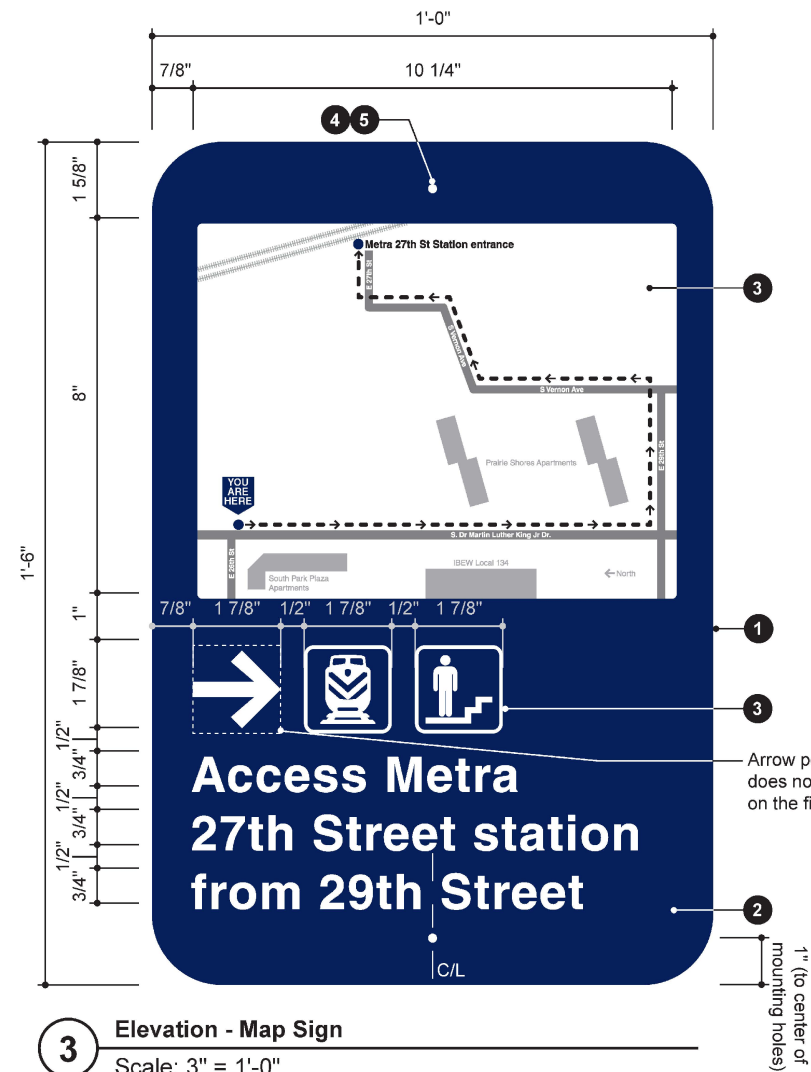 1'-0"
7/8"
10 1/4"
4 5
1 5/8"
Metra 27th St Station entrance
E 27th St
3
S Vernon Ave
8"
S Vernon Ave
Prairie Shores Apartments
E 29th St
YOU
ARE
HERE
S. Dr Martin Luther King Jr Dr.
1'-6"
E 26th St
South Park Plaza
Apartments
IBEW Local 134
North
1"
7/8" 1 7/8" 1/2" 1 7/8" 1/2" 1 7/8"
1
1 7/8"
3
1/2"
3/4"
1/2"
3/4"
1/2"
3/4"
Arrow p
does no
on the fi
Access Metra
27th Street station
from 29th Street
2
C/L
1" (to center of
mounting holes)
3
Elevation - Map Sign
Scale: 3" = 1'-0"